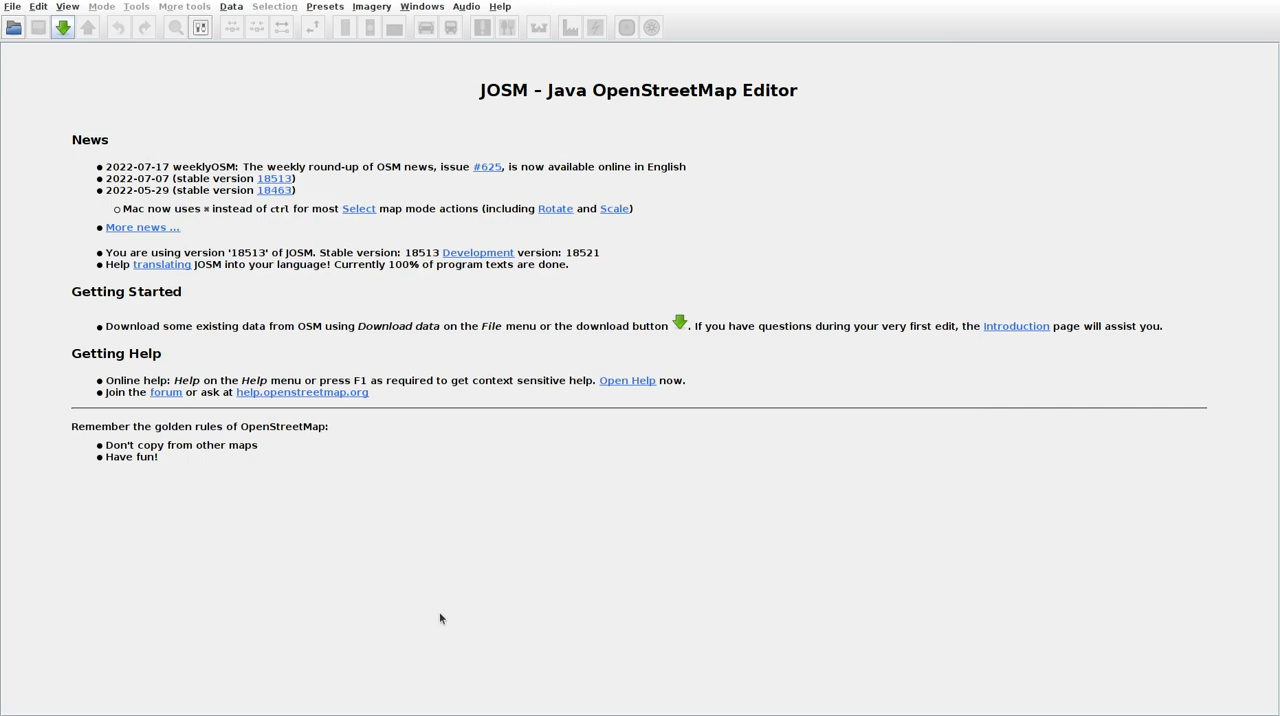 File Edit View Mode Tools More tools Data Selection Presets Imagery Windows Audio Help
JOSM – Java OpenStreetMap Editor
News
2022-07-17 weeklyOSM: The weekly round-up of OSM news, issue #625, is now available online in English
2022-07-07 (stable version 18513)
2022-05-29 (stable version 18463)
Mac now uses ⌘ instead of ctrl for most Select map mode actions (including Rotate and Scale)
More news ...
You are using version '18513' of JOSM. Stable version: 18513 Development version: 18521
Help translating JOSM into your language! Currently 100% of program texts are done.
Getting Started
Download some existing data from OSM using Download data on the File menu or the download button . If you have questions during your very first edit, the Introduction page will assist you.
Getting Help
Online help: Help on the Help menu or press F1 as required to get context sensitive help. Open Help now.
Join the forum or ask at help.openstreetmap.org
Remember the golden rules of OpenStreetMap:
Don't copy from other maps
Have fun!